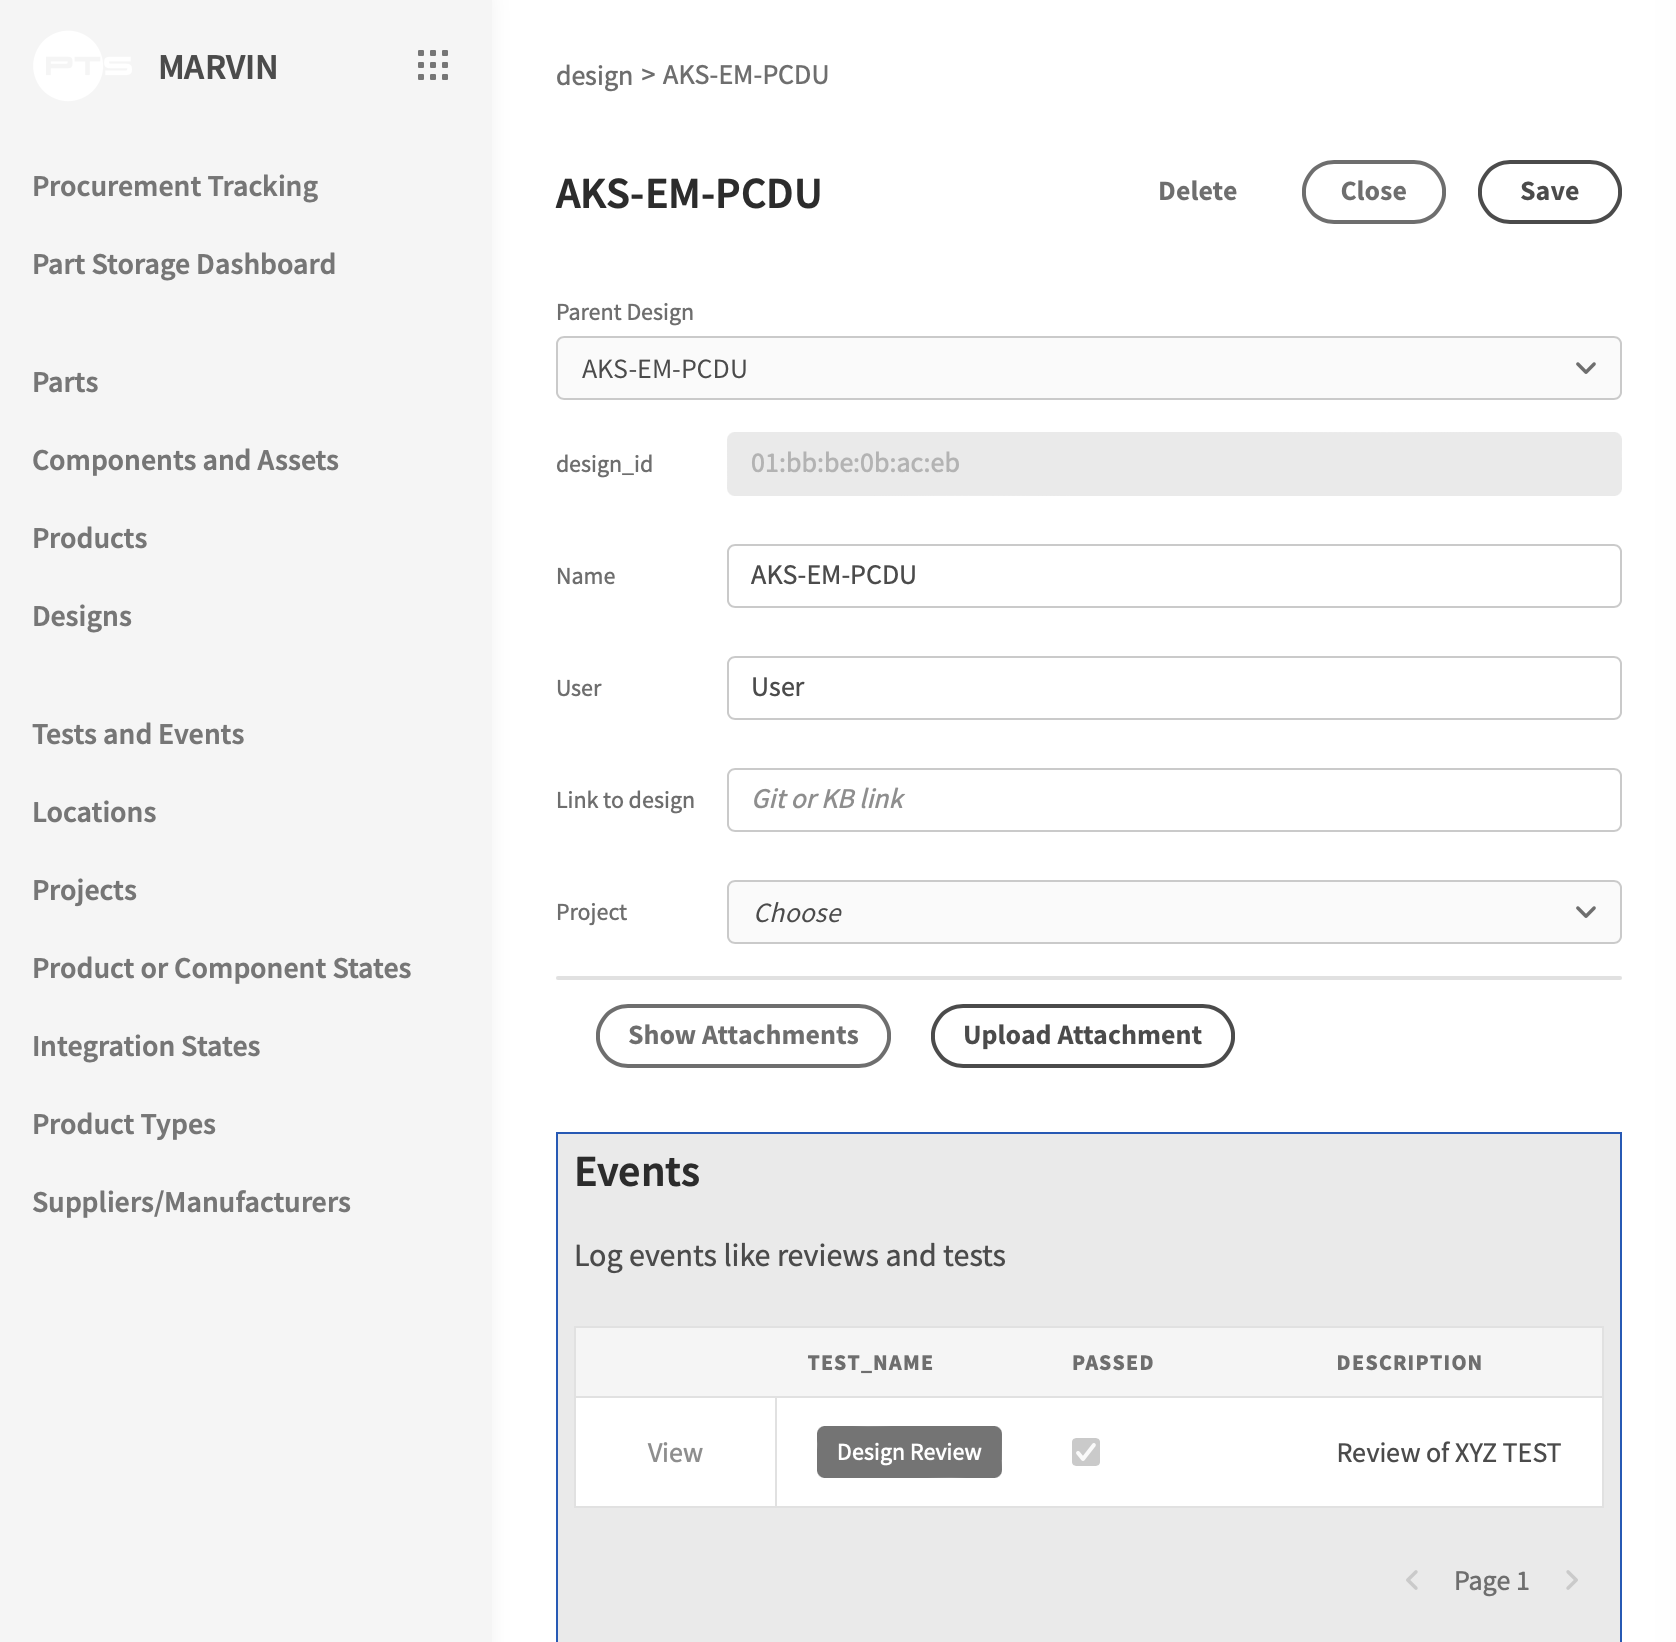 PTS
MARVIN
Procurement Tracking
Part Storage Dashboard
Parts
Components and Assets
Products
Designs
Tests and Events
Locations
Projects
Product or Component States
Integration States
Product Types
Suppliers/Manufacturers
design > AKS-EM-PCDU
AKS-EM-PCDU
Delete
Close
Save
Parent Design
AKS-EM-PCDU
design_id
01:bb:be:0b:ac:eb
Name
AKS-EM-PCDU
User
User
Link to design
Git or KB link
Project
Choose
Show Attachments
Upload Attachment
Events
Log events like reviews and tests
TEST_NAME PASSED DESCRIPTION
View Design Review Review of XYZ TEST
Page 1